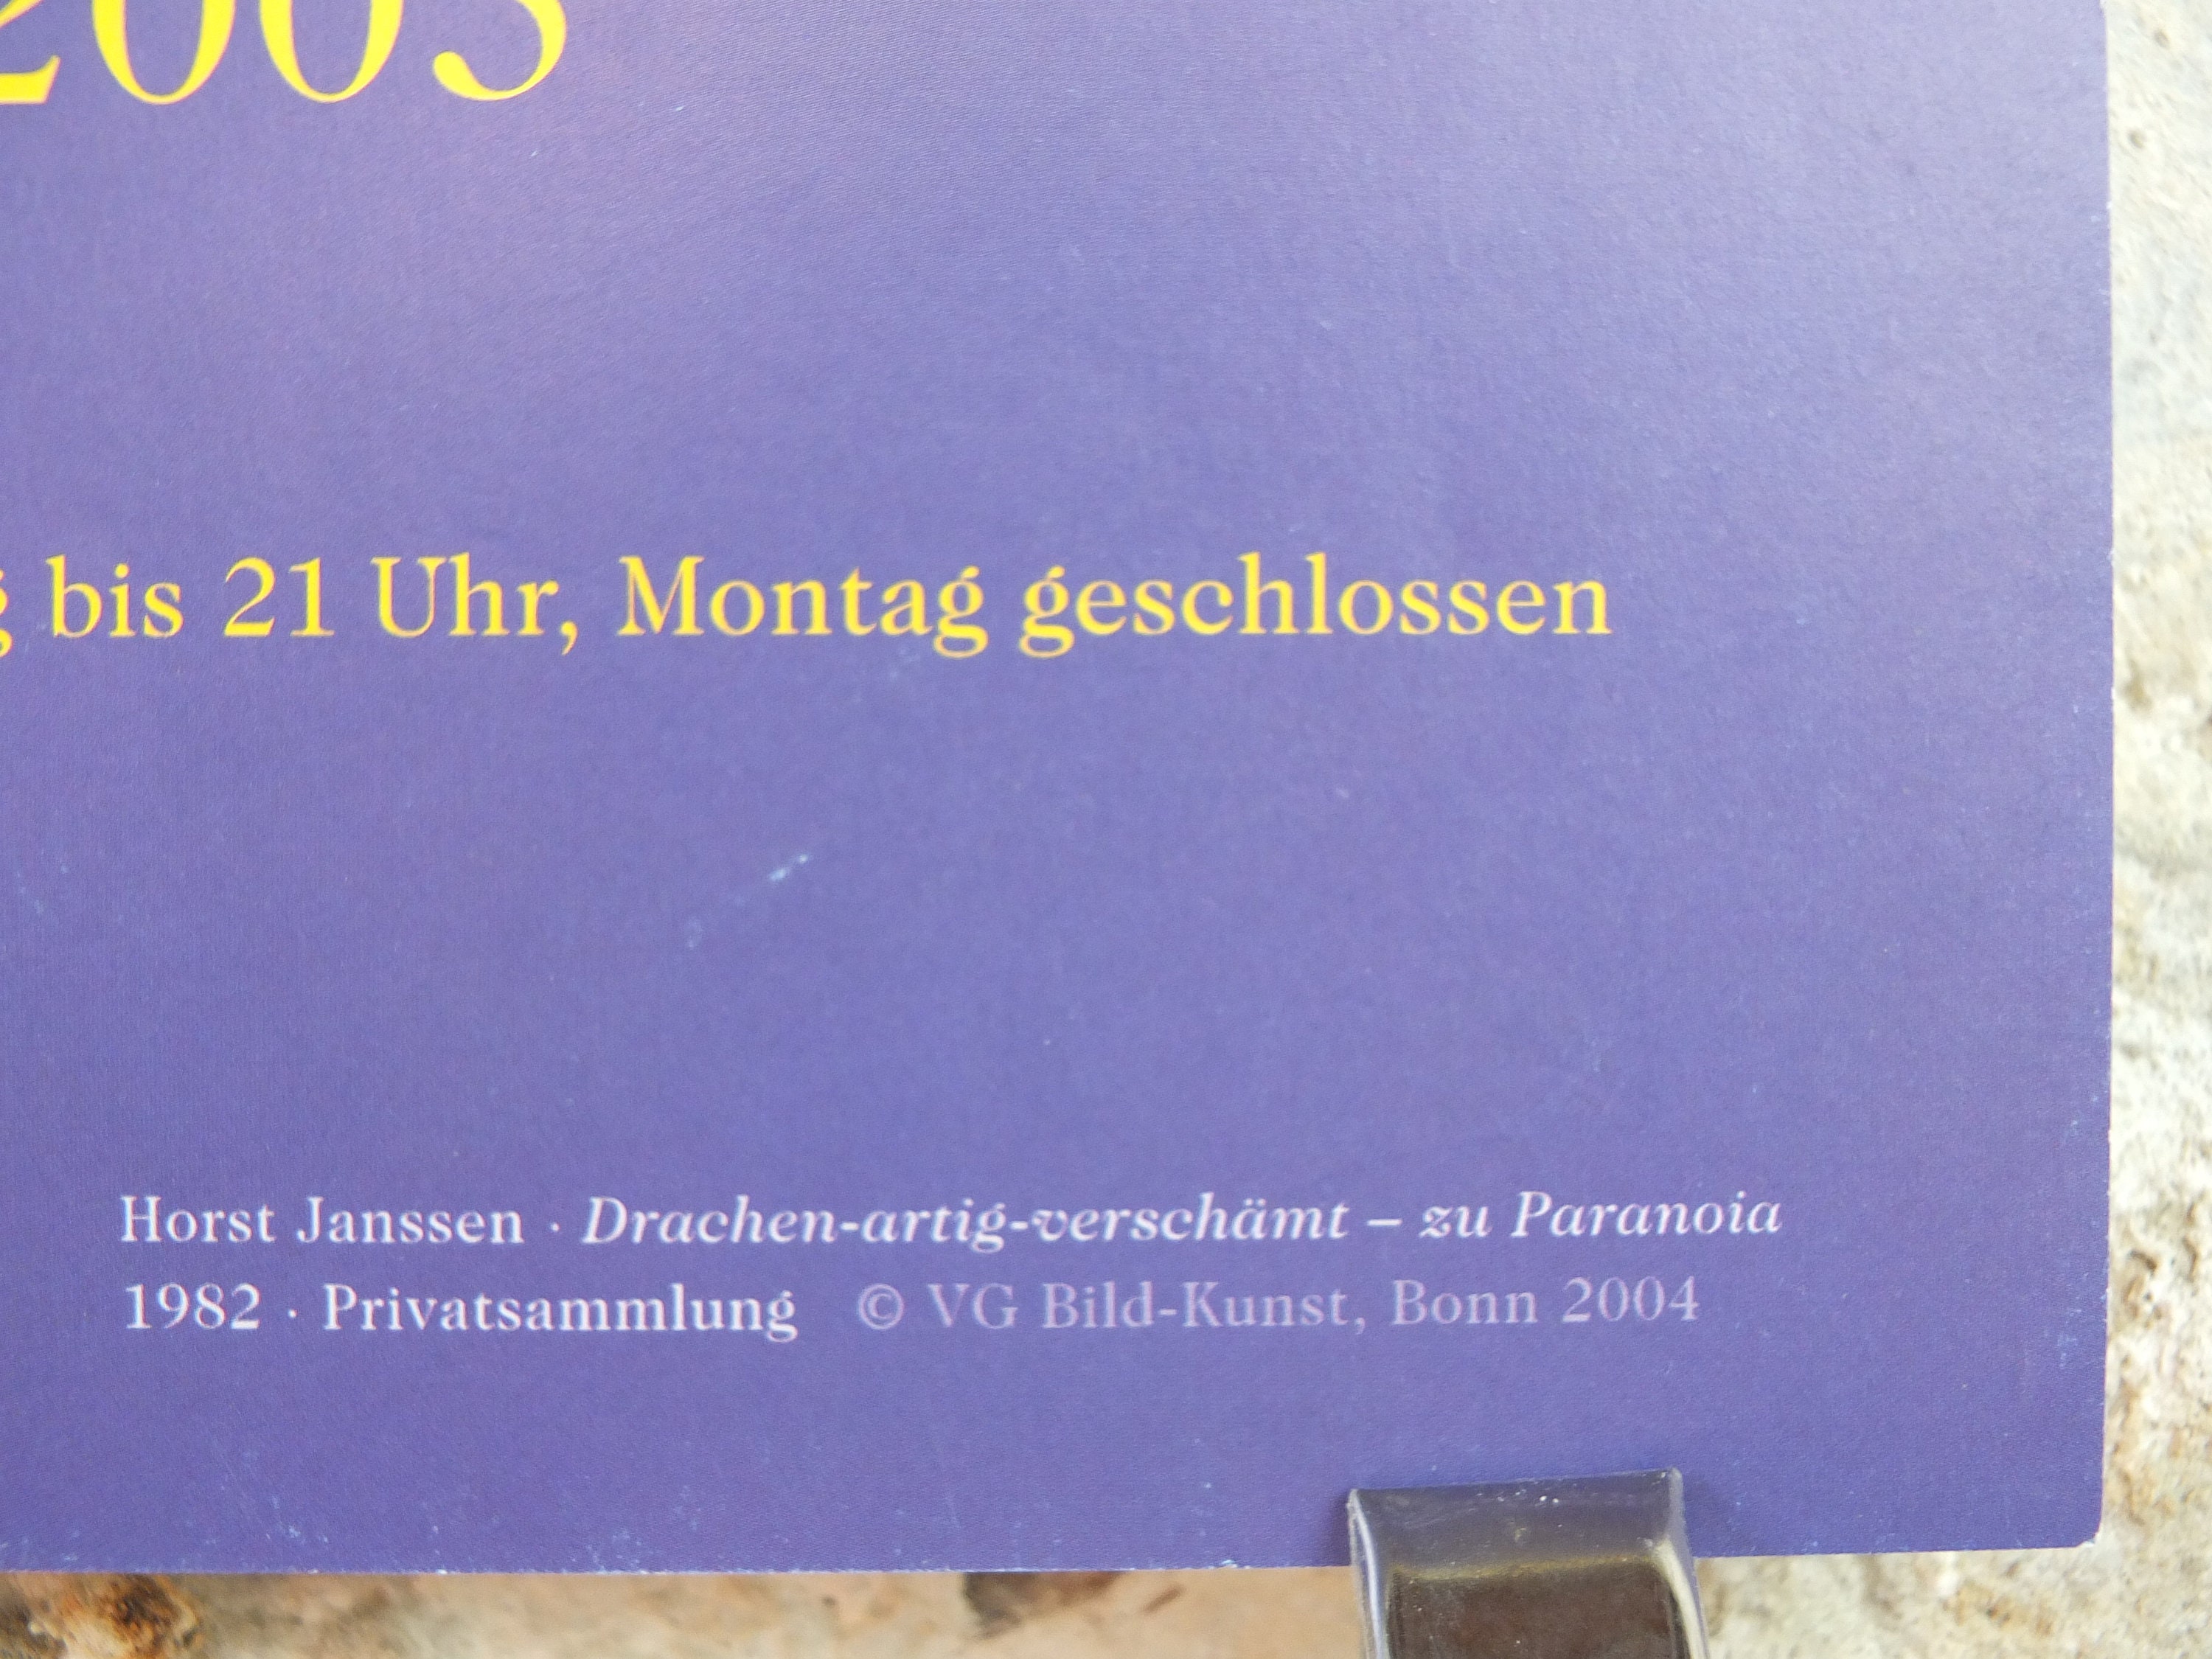 bis 21 Uhr, Montag geschlossen
Horst Janssen · Drachen-artig-verschämt – zu Paranoia
1982 · Privatsammlung © VG Bild-Kunst, Bonn 2004